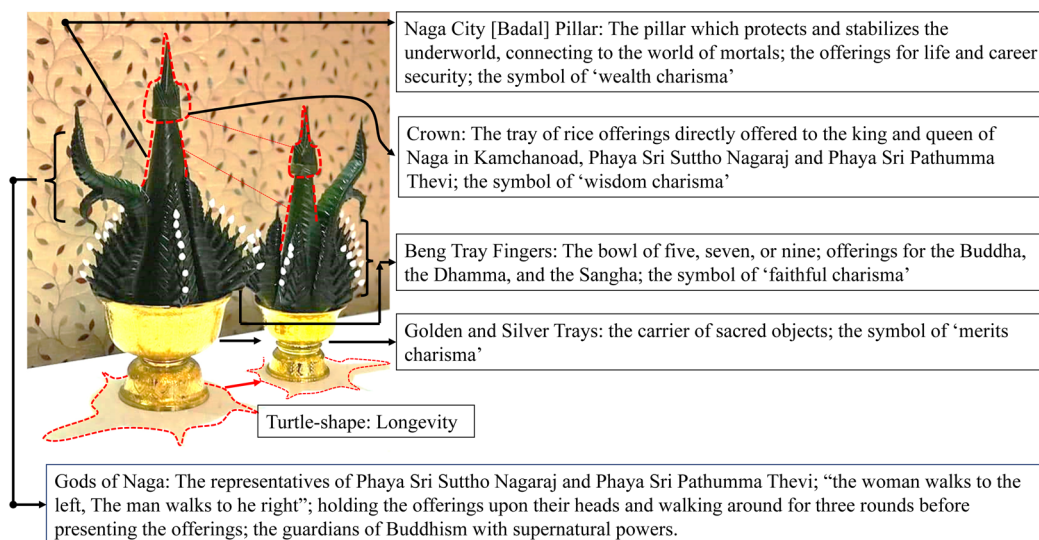 Naga City [Badal] Pillar: The pillar which protects and stabilizes the
underworld, connecting to the world of mortals; the offerings for life and career
security; the symbol of ‘wealth charisma’
Crown: The tray of rice offerings directly offered to the king and queen of
Naga in Kamchanoad, Phaya Sri Suttho Nagaraj and Phaya Sri Pathumma
Thevi; the symbol of ‘wisdom charisma’
Beng Tray Fingers: The bowl of five, seven, or nine; offerings for the Buddha,
the Dhamma, and the Sangha; the symbol of ‘faithful charisma’
Golden and Silver Trays: the carrier of sacred objects; the symbol of ‘merits
charisma’
Turtle-shape: Longevity
Gods of Naga: The representatives of Phaya Sri Suttho Nagaraj and Phaya Sri Pathumma Thevi; “the woman walks to the
left, The man walks to he right”; holding the offerings upon their heads and walking around for three rounds before
presenting the offerings; the guardians of Buddhism with supernatural powers.